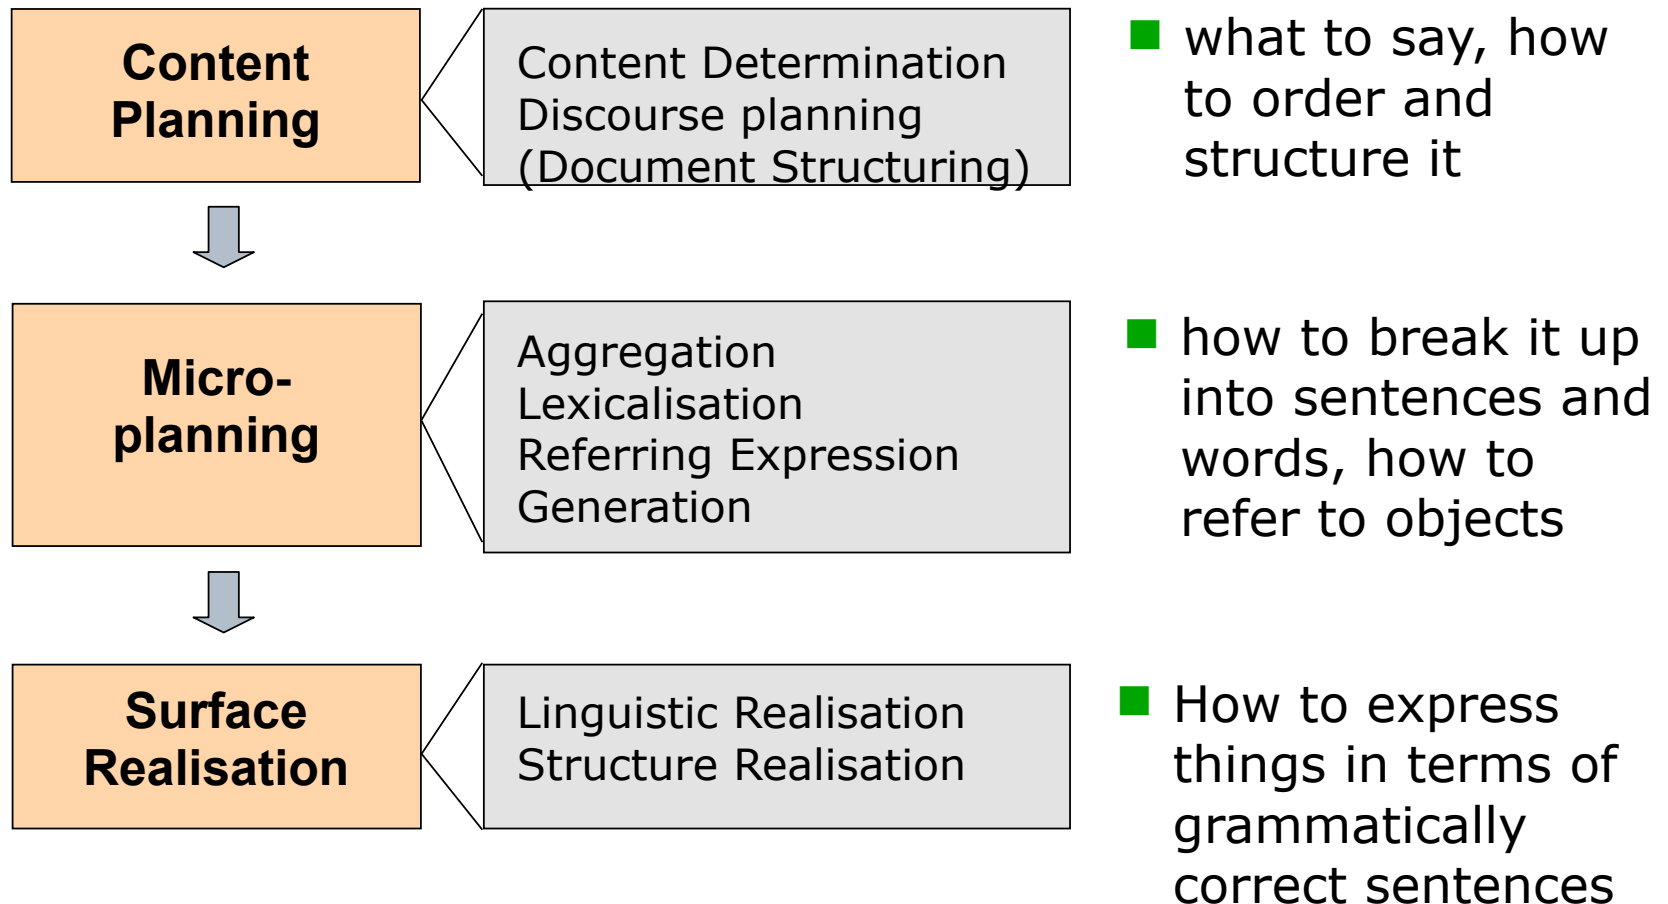 Content
Planning
Content Determination
Discourse planning
(Document Structuring)
what to say, how
to order and
structure it
Micro-
planning
Aggregation
Lexicalisation
Referring Expression
Generation
how to break it up
into sentences and
words, how to
refer to objects
Surface
Realisation
Linguistic Realisation
Structure Realisation
How to express
things in terms of
grammatically
correct sentences